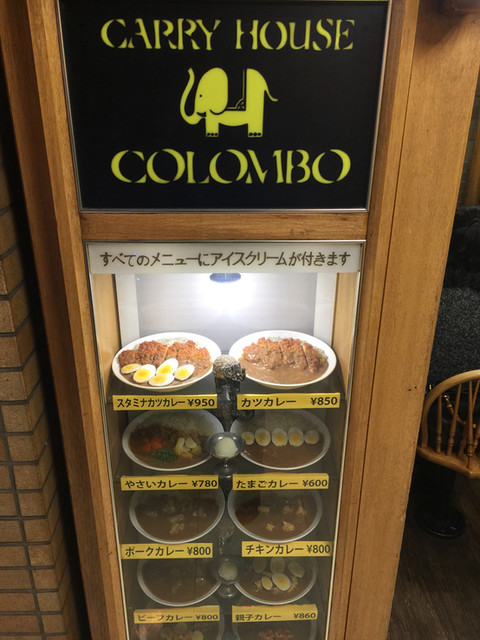 CARRY HOUSE
COLOMBO
すべてのメニューにアイスクリームが付きます
スタミナカツカレー ¥950
カツカレー ¥850
やさいカレー ¥780
たまごカレー ¥600
ポークカレー ¥800
チキンカレー ¥800
ビーフカレー ¥800
親子カレー ¥860